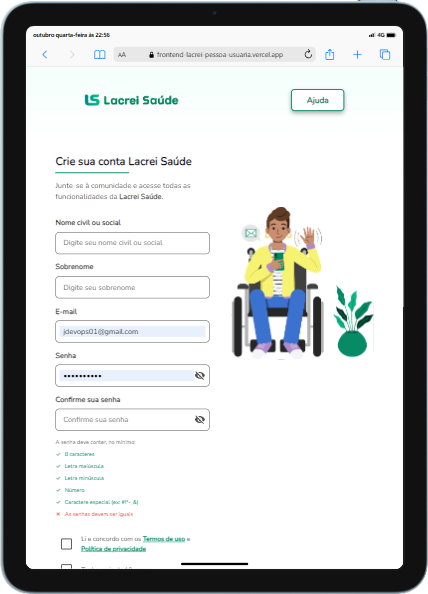 outubro quarta-feira às 22:56
4G
AA
frontend-lacrei-pessoa-usuaria.vercel.app
Lacrei Saúde
Ajuda
Crie sua conta Lacrei Saúde
Junte-se à comunidade e acesse todas as
funcionalidades da Lacrei Saúde.
Nome civil ou social
Digite seu nome civil ou social
Sobrenome
Digite seu sobrenome
E-mail
jdevops01@gmail.com
Senha
••••••••••
Confirme sua senha
Confirme sua senha
A senha deve conter, no mínimo:
8 caracteres
Letra maiúscula
Letra minúscula
Número
Caractere especial
As senhas devem ser iguais
Li e concordo com os Termos de uso e
Política de privacidade